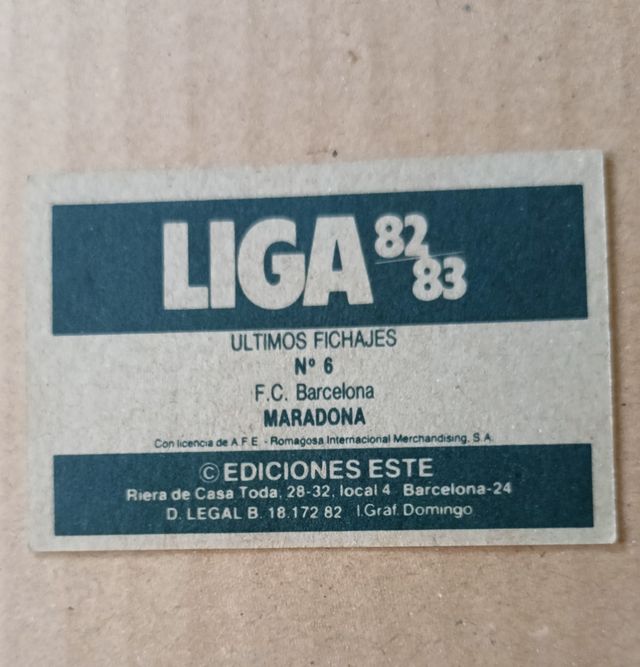 LIGA 82/83
ULTIMOS FICHAJES
Nº 6
F.C. Barcelona
MARADONA
Con licencia de A.F.E. - Romagosa Internacional Merchandising, S.A.
© EDICIONES ESTE
Riera de Casa Toda, 28-32, local 4 Barcelona-24
D. LEGAL B. 18.172 82 I.Graf. Domingo